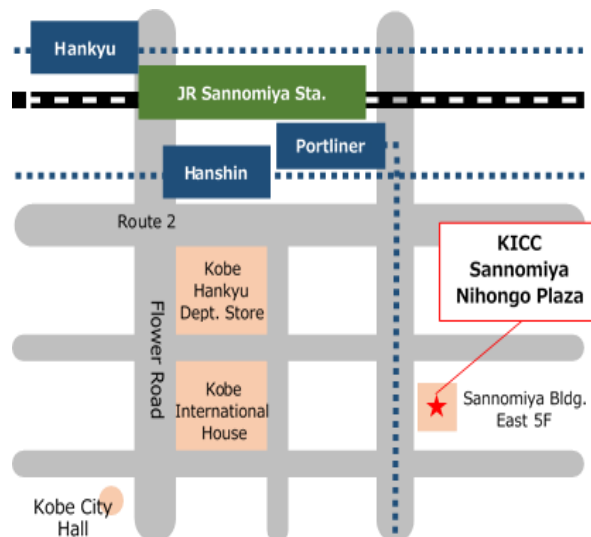 Hankyu
JR Sannomiya Sta.
Portliner
Hanshin
Route 2
KICC
Sannomiya
Nihongo Plaza
Kobe
Hankyu
Dept. Store
Flower Road
Kobe
International
House
Sannomiya Bldg.
East 5F
Kobe City
Hall